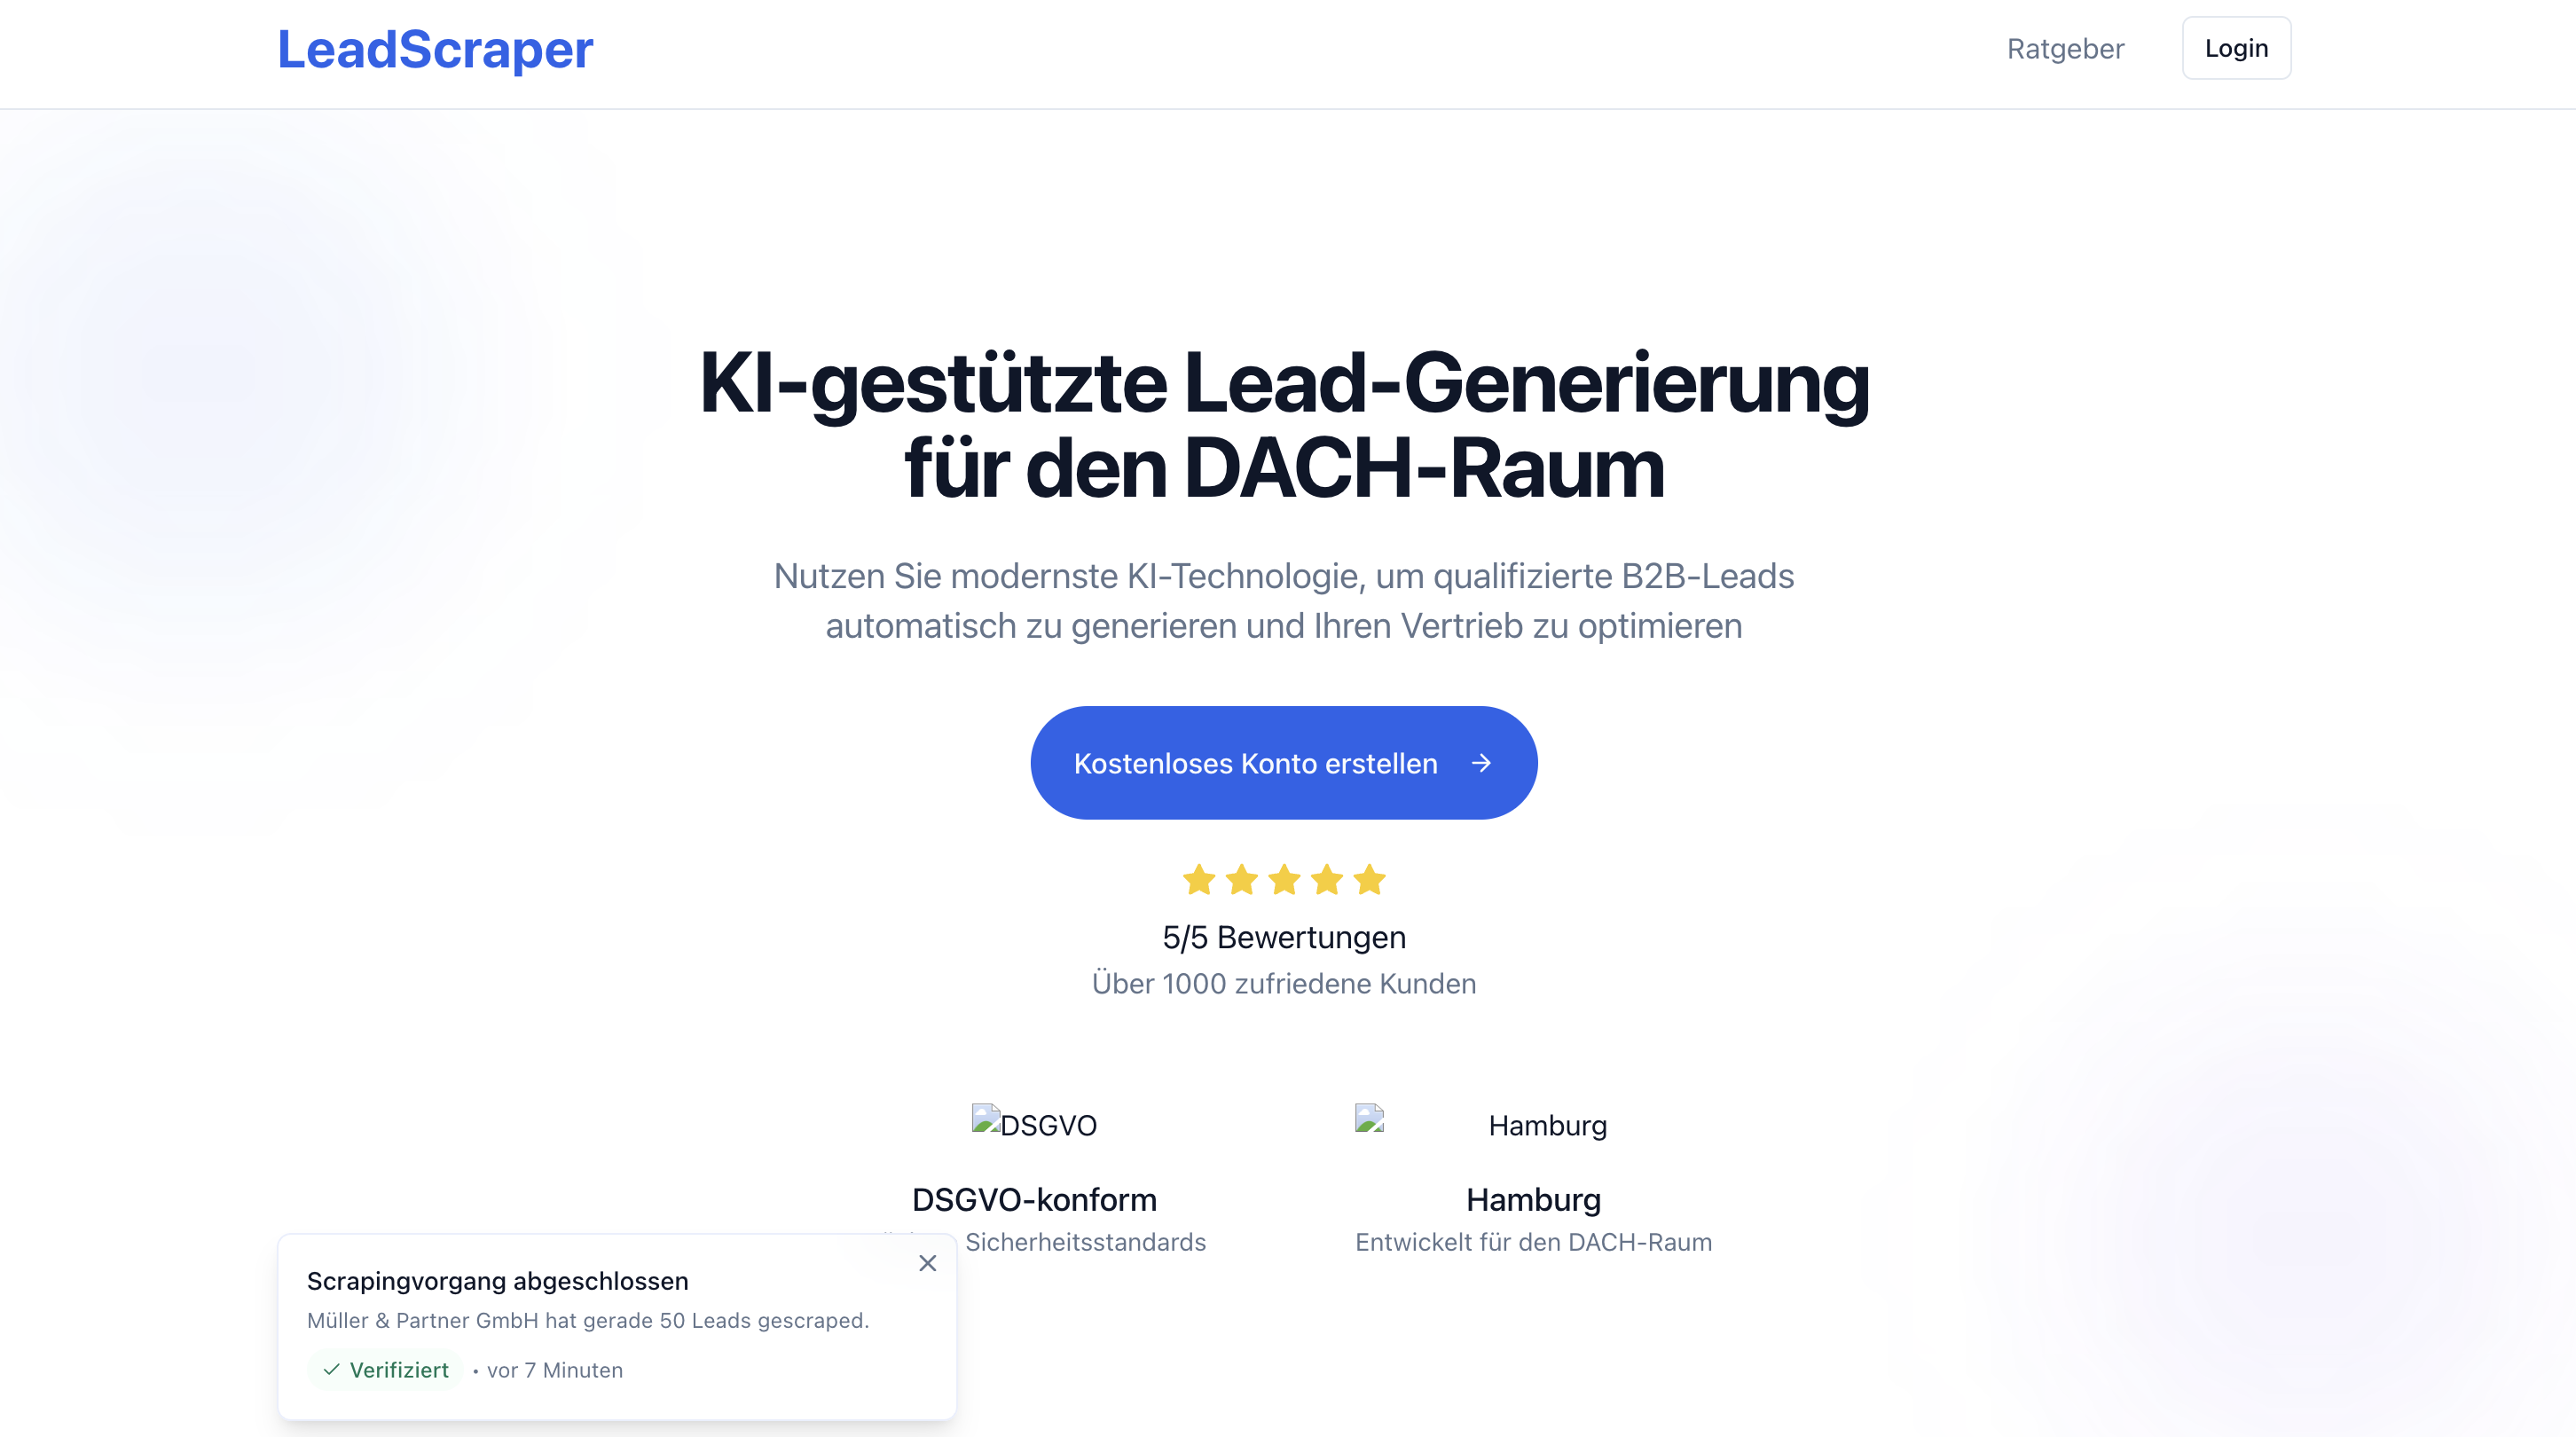 LeadScraper
Ratgeber
Login
KI-gestützte Lead-Generierung
für den DACH-Raum
Nutzen Sie modernste KI-Technologie, um qualifizierte B2B-Leads
automatisch zu generieren und Ihren Vertrieb zu optimieren
Kostenloses Konto erstellen
5/5 Bewertungen
Über 1000 zufriedene Kunden
DSGVO
Hamburg
DSGVO-konform
Hamburg
Sicherheitsstandards
Entwickelt für den DACH-Raum
Scrapingvorgang abgeschlossen
Müller & Partner GmbH hat gerade 50 Leads gescraped.
Verifiziert • vor 7 Minuten